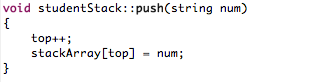 void studentStack::push(string num)
{
    top++;
    stackArray[top] = num;
}